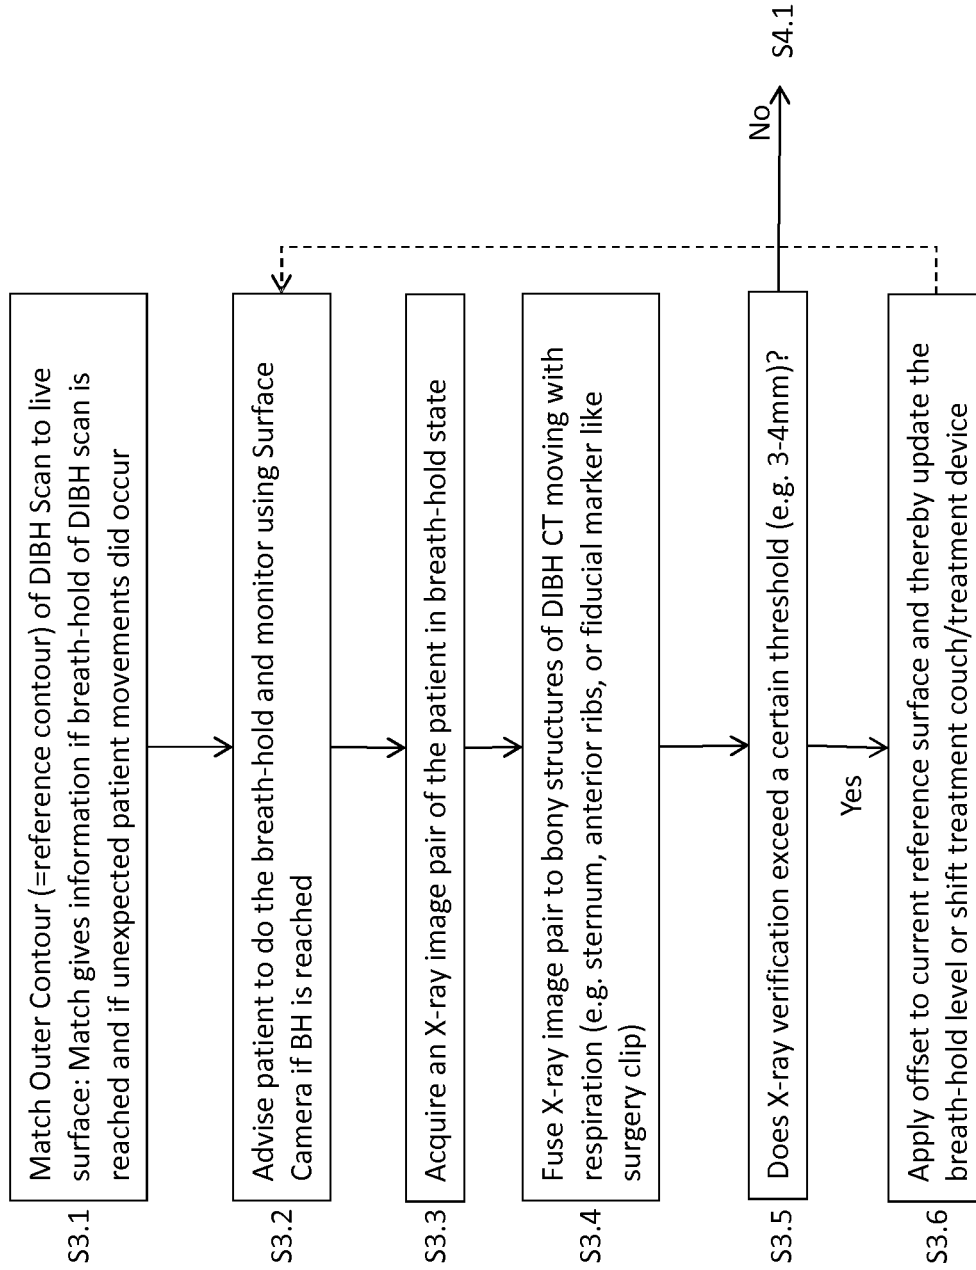 S3.1
Match Outer Contour (=reference contour) of DIBH Scan to live
surface: Match gives information if breath-hold of DIBH scan is
reached and if unexpected patient movements did occur
S3.2
Advise patient to do the breath-hold and monitor using Surface
Camera if BH is reached
S3.3
Acquire an X-ray image pair of the patient in breath-hold state
S3.4
Fuse X-ray image pair to bony structures of DIBH CT moving with
respiration (e.g. sternum, anterior ribs, or fiducial marker like
surgery clip)
S3.5
Does X-ray verification exceed a certain threshold (e.g. 3-4mm)?
No
S4.1
Yes
S3.6
Apply offset to current reference surface and thereby update the
breath-hold level or shift treatment couch/treatment device